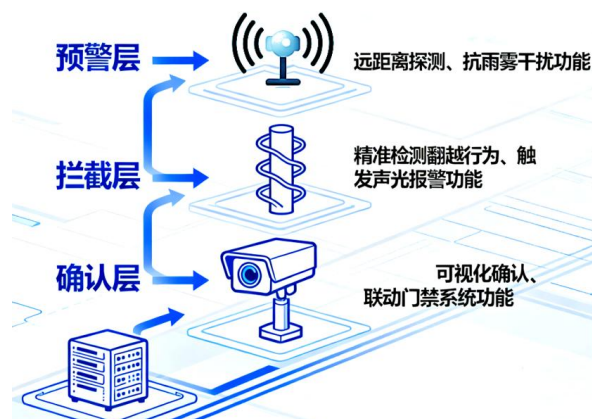 预警层
远距离探测、抗雨雾干扰功能
拦截层
精准检测翻越行为、触
发声光报警功能
确认层
可视化确认、
联动门禁系统功能